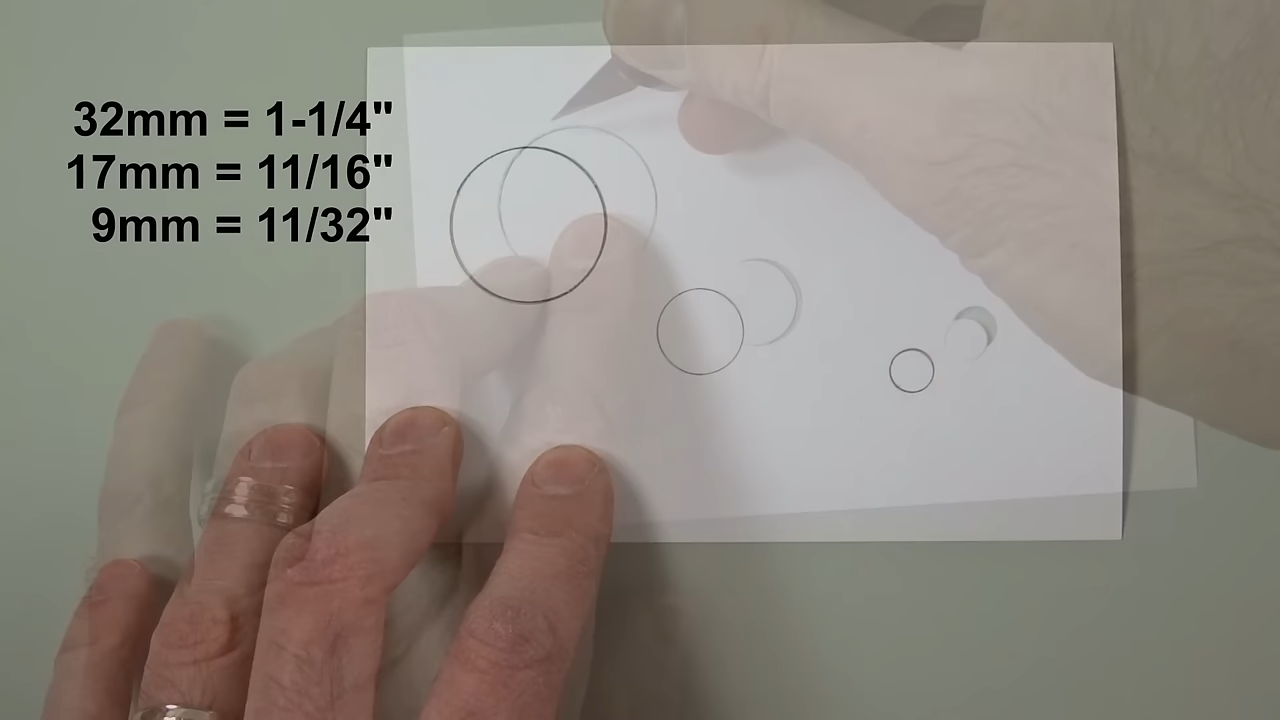 32mm = 1-1/4"
17mm = 11/16"
9mm = 11/32"